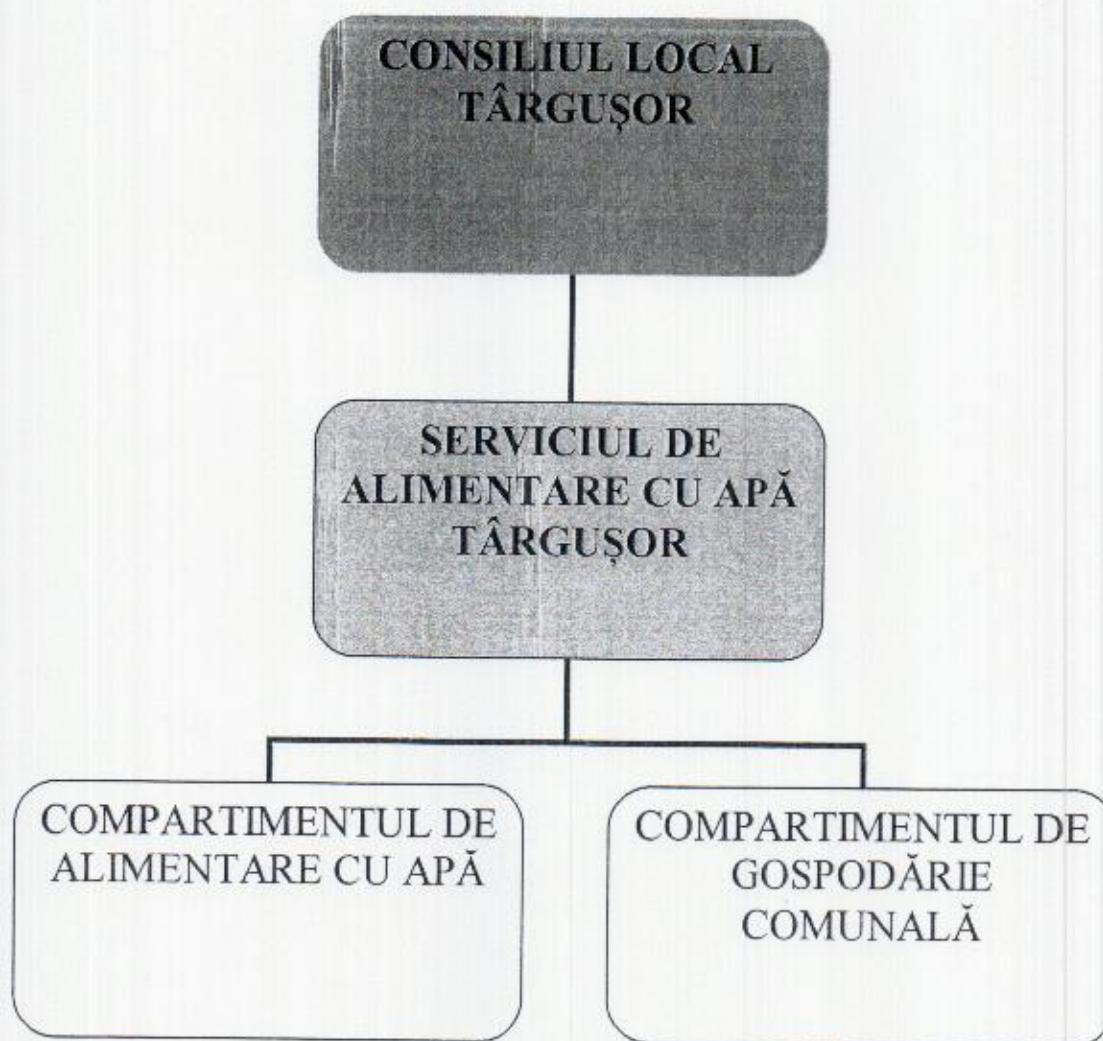 CONSILIUL LOCAL
TÂRGUȘOR
SERVICIUL DE
ALIMENTARE CU APĂ
TÂRGUȘOR
COMPARTIMENTUL DE
ALIMENTARE CU APĂ
COMPARTIMENTUL DE
GOSPODĂRIE
COMUNALĂ